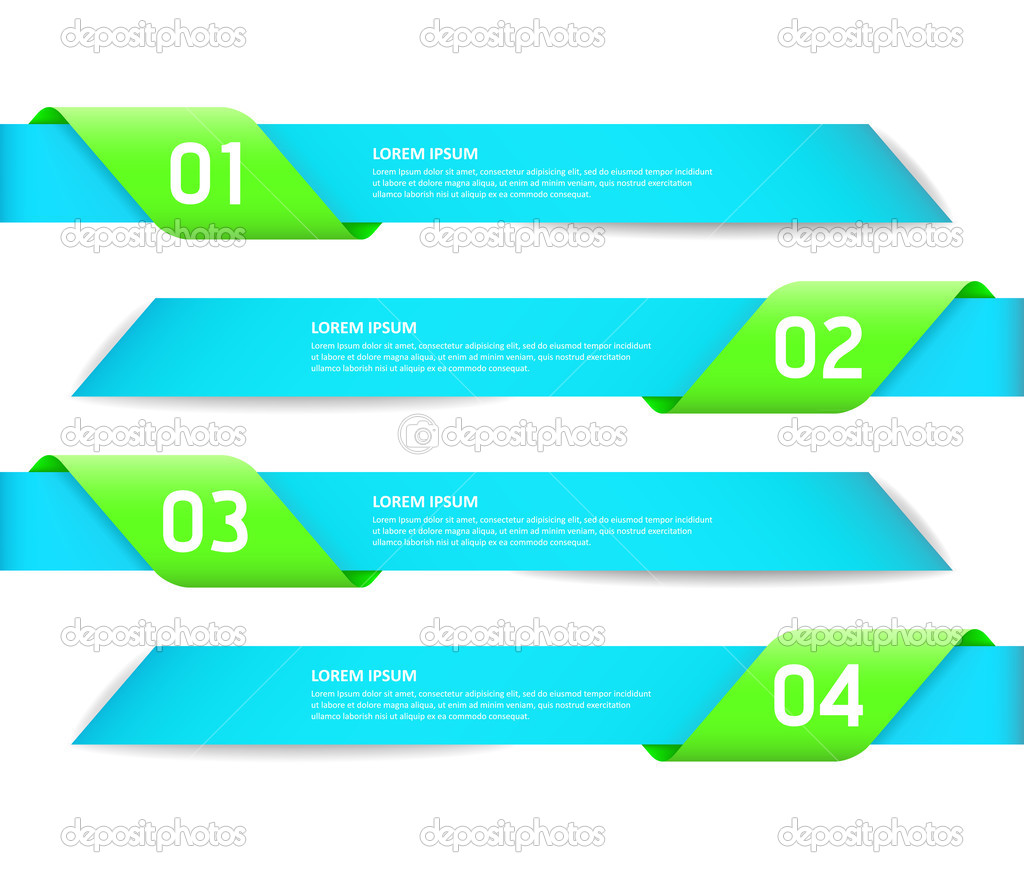 depositphotos depositphotos depositphotos
01
LOREM IPSUM
Lorem Ipsum dolor sit amet, consectetur adipisicing elit, sed do eiusmod tempor
incididunt ut labore et dolore magna aliqua, ut enim ad minim veniam, quis nostrud exercitation
ullamco laboris nisi ut aliquip ex ea commodo consequat.
depositphotos depositphotos depositphotos
02
LOREM IPSUM
Lorem Ipsum dolor sit amet, consectetur adipisicing elit, sed do eiusmod tempor
incididunt ut labore et dolore magna aliqua, ut enim ad minim veniam, quis nostrud exercitation
ullamco laboris nisi ut aliquip ex ea commodo consequat.
depositphotos depositphotos depositphotos
03
LOREM IPSUM
Lorem Ipsum dolor sit amet, consectetur adipisicing elit, sed do eiusmod tempor
incididunt ut labore et dolore magna aliqua, ut enim ad minim veniam, quis nostrud exercitation
ullamco laboris nisi ut aliquip ex ea commodo consequat.
depositphotos depositphotos depositphotos
04
LOREM IPSUM
Lorem Ipsum dolor sit amet, consectetur adipisicing elit, sed do eiusmod tempor
incididunt ut labore et dolore magna aliqua, ut enim ad minim veniam, quis nostrud exercitation
ullamco laboris nisi ut aliquip ex ea commodo consequat.
depositphotos depositphotos depositphotos